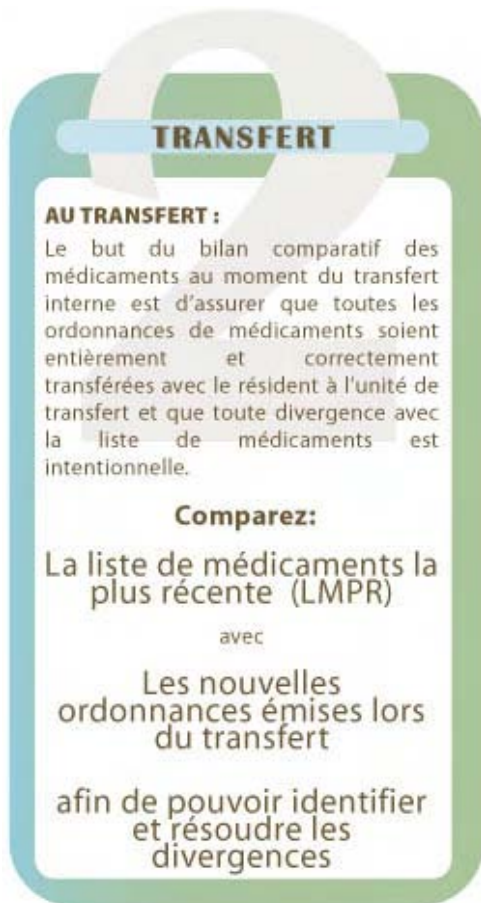 2
TRANSFERT
AU TRANSFERT :
Le but du bilan comparatif des
médicaments au moment du transfert
interne est d'assurer que toutes les
ordonnances de médicaments soient
entièrement et correctement
transférées avec le résident à l'unité de
transfert et que toute divergence avec
la liste de médicaments est
intentionnelle.
Comparez:
La liste de médicaments la
plus récente (LMPR)
avec
Les nouvelles
ordonnances émises lors
du transfert
afin de pouvoir identifier
et résoudre les
divergences